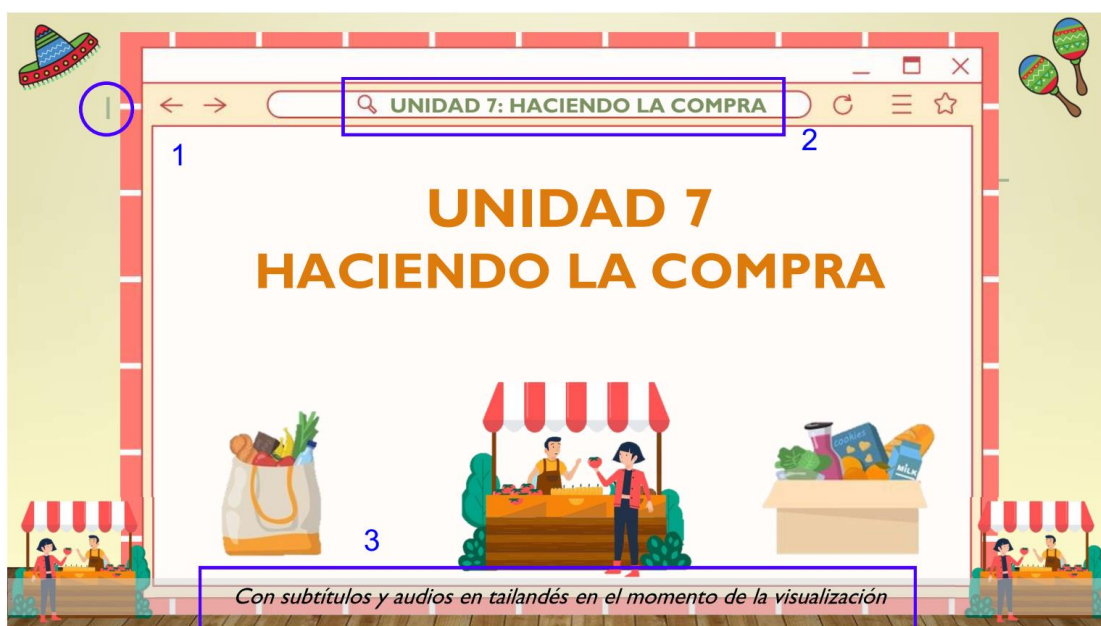 UNIDAD 7: HACIENDO LA COMPRA
1
2
UNIDAD 7
HACIENDO LA COMPRA
cookies
MILK
3
Con subtítulos y audios en tailandés en el momento de la visualización